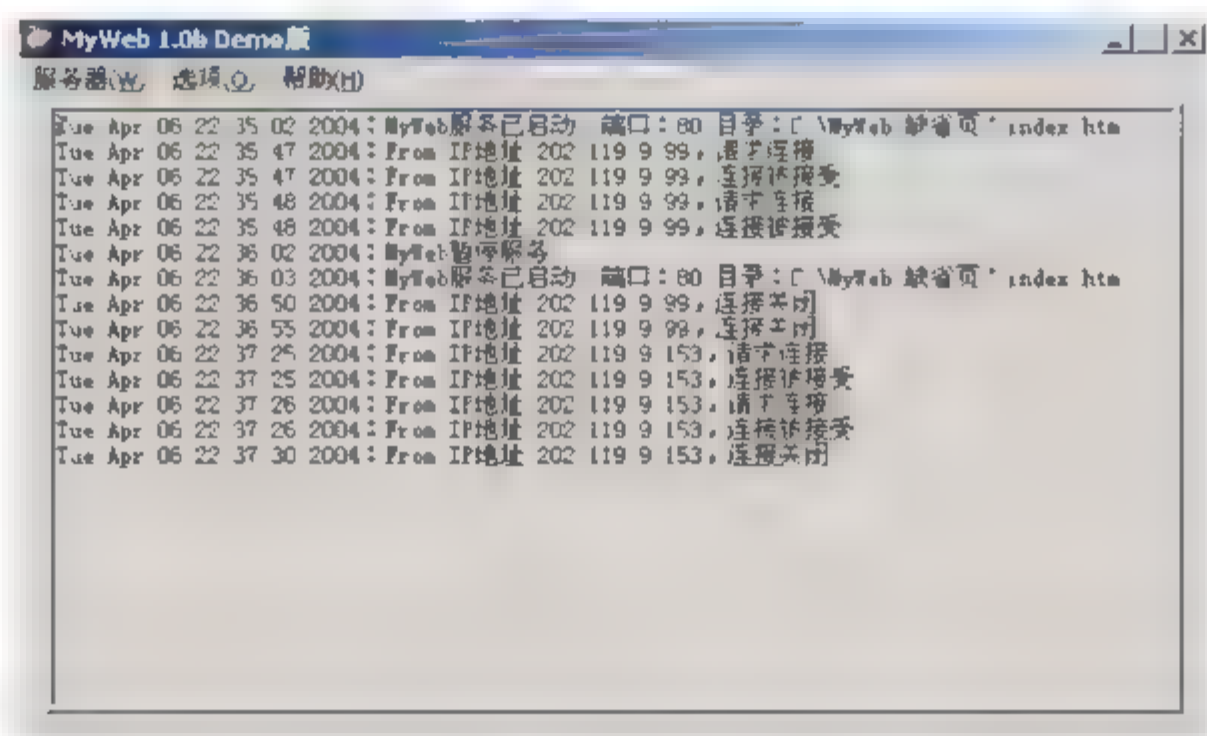 MyWeb 1.0b Demo版
服务器(W) 选项(O) 帮助(H)
Tue Apr 06 22 35 02 2004: MyWeb服务已启动 端口:80 目录: \MyWeb 缺省页: index htm
Tue Apr 06 22 35 47 2004: From IP地址 202 119 9 99,请求连接
Tue Apr 06 22 35 47 2004: From IP地址 202 119 9 99,连接被接受
Tue Apr 06 22 35 48 2004: From IP地址 202 119 9 99,请求连接
Tue Apr 06 22 35 48 2004: From IP地址 202 119 9 99,连接被接受
Tue Apr 06 22 36 02 2004: MyWeb暂停服务
Tue Apr 06 22 36 03 2004: MyWeb服务已启动 端口:80 目录: \MyWeb 缺省页: index htm
Tue Apr 06 22 36 50 2004: From IP地址 202 119 9 99,连接关闭
Tue Apr 06 22 36 55 2004: From IP地址 202 119 9 99,连接关闭
Tue Apr 06 22 37 25 2004: From IP地址 202 119 9 153,请求连接
Tue Apr 06 22 37 25 2004: From IP地址 202 119 9 153,连接被接受
Tue Apr 06 22 37 26 2004: From IP地址 202 119 9 153,请求连接
Tue Apr 06 22 37 26 2004: From IP地址 202 119 9 153,连接被接受
Tue Apr 06 22 37 30 2004: From IP地址 202 119 9 153,连接关闭